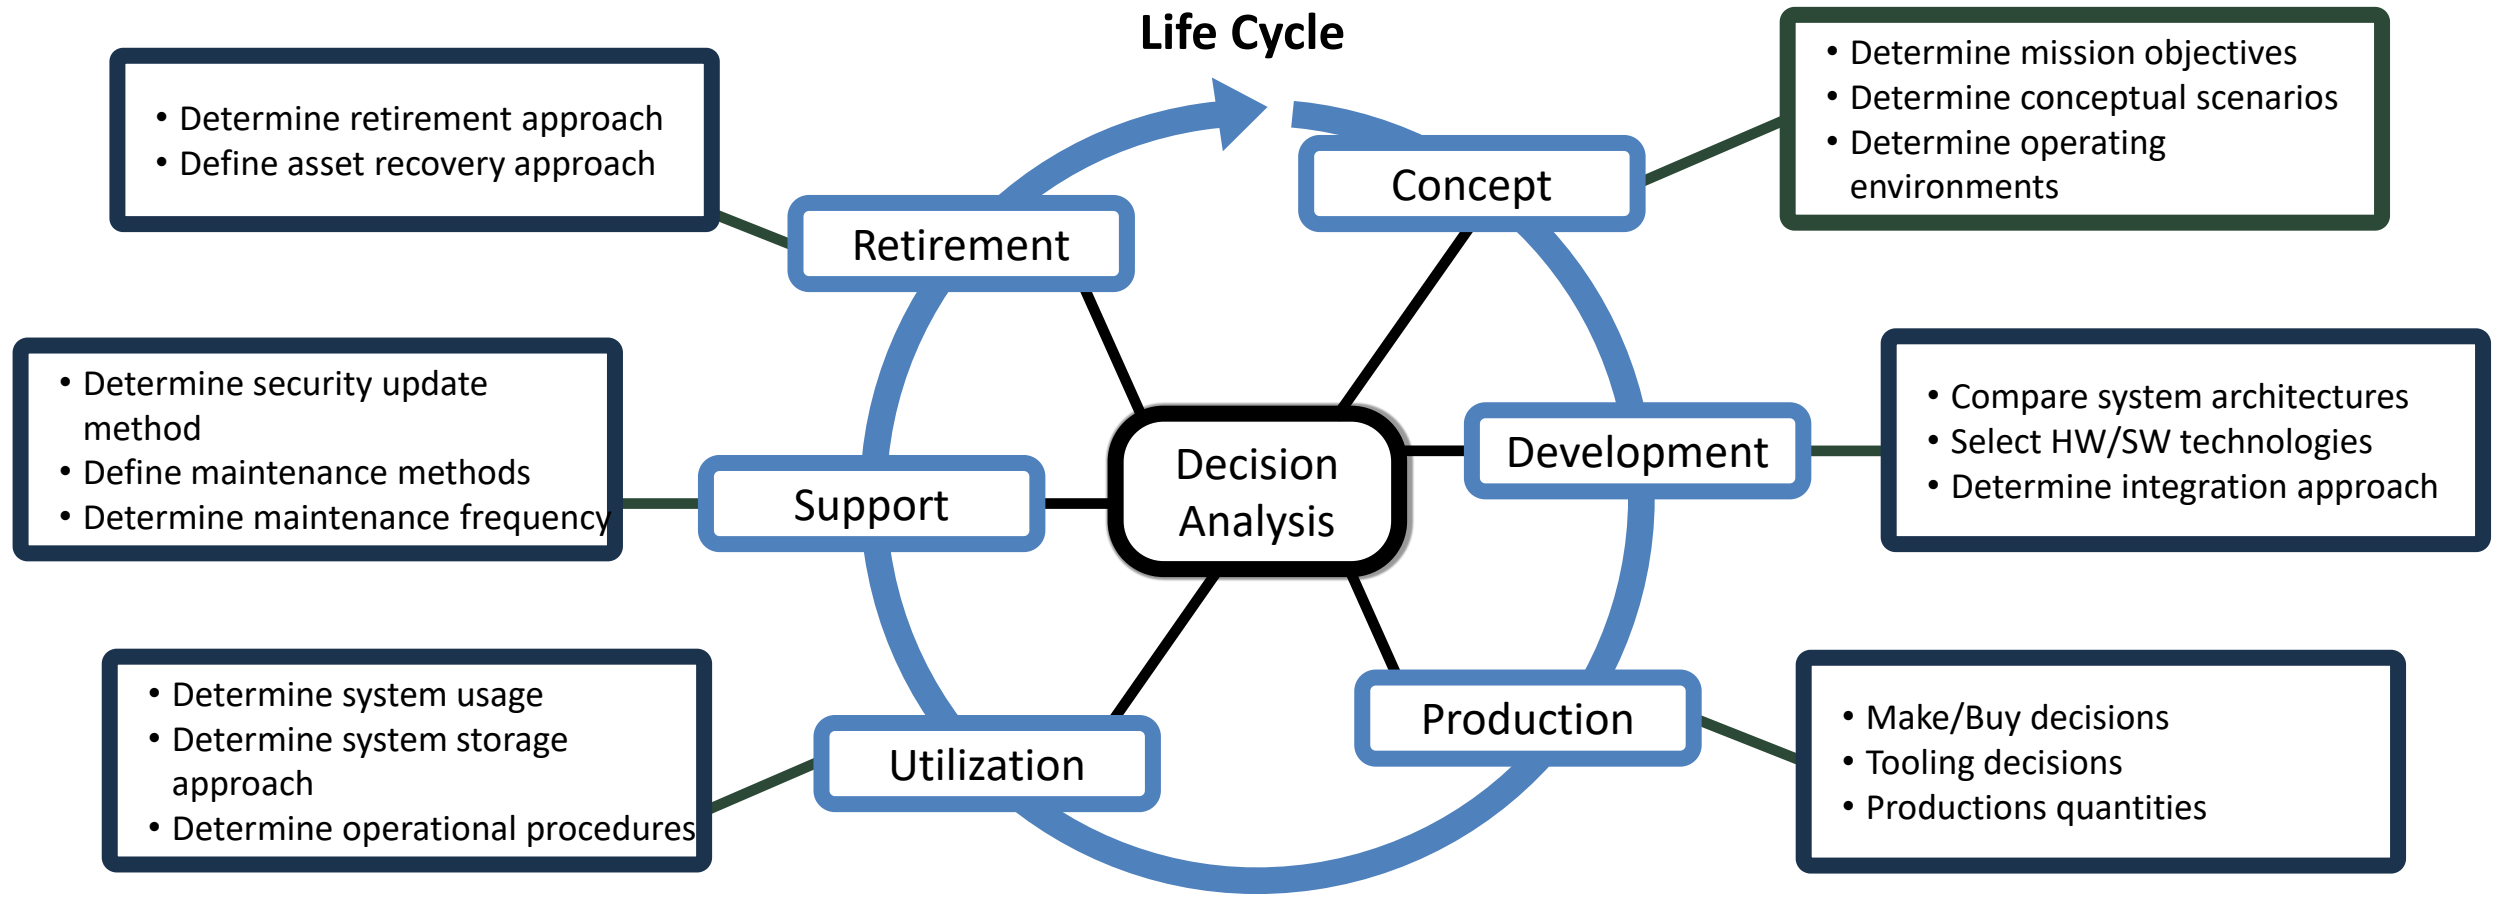 Life Cycle
• Determine retirement approach
• Define asset recovery approach
Retirement
Concept
• Determine mission objectives
• Determine conceptual scenarios
• Determine operating
environments
• Determine security update
method
• Define maintenance methods
• Determine maintenance frequency
Support
Decision
Analysis
Development
• Compare system architectures
• Select HW/SW technologies
• Determine integration approach
• Determine system usage
• Determine system storage
approach
• Determine operational procedures
Utilization
Production
• Make/Buy decisions
• Tooling decisions
• Productions quantities